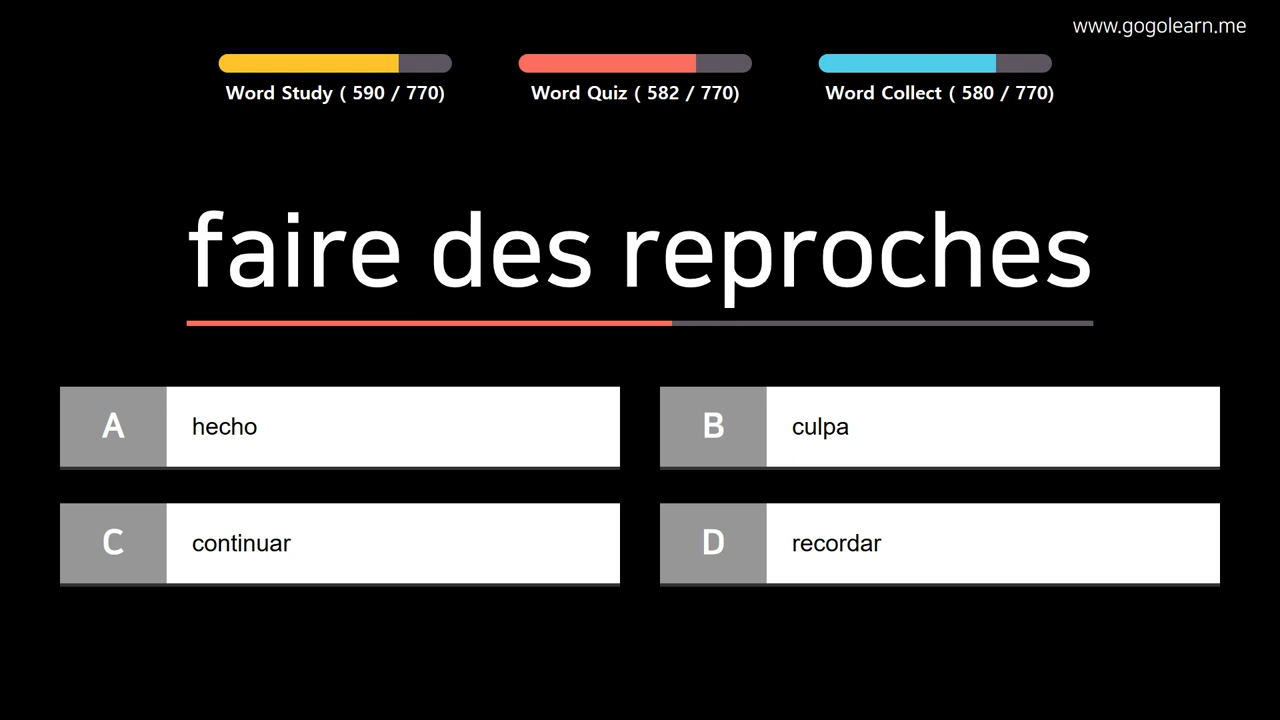 www.gogolearn.me
Word Study ( 590 / 770)
Word Quiz ( 582 / 770)
Word Collect ( 580 / 770)
faire des reproches
A hecho
B culpa
C continuar
D recordar